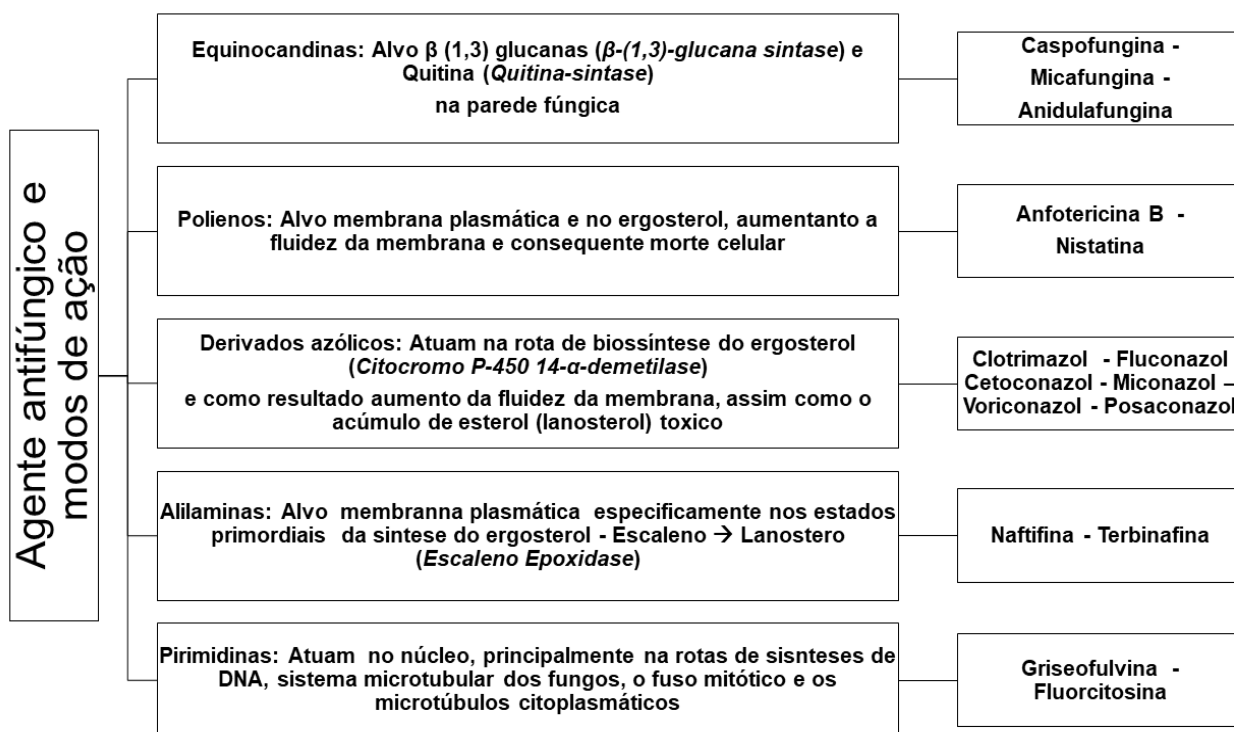 Agente antifúngico e
modos de ação
Equinocandinas: Alvo β (1,3) glucanas (β-(1,3)-glucana sintase) e
Quitina (Quitina-sintase)
na parede fúngica
Caspofungina -
Micafungina -
Anidulafungina
Polienos: Alvo membrana plasmática e no ergosterol, aumentanto a
fluidez da membrana e consequente morte celular
Anfotericina B -
Nistatina
Derivados azólicos: Atuam na rota de biossíntese do ergosterol
(Citocromo P-450 14-α-demetilase)
e como resultado aumento da fluidez da membrana, assim como o
acúmulo de esterol (lanosterol) toxico
Clotrimazol - Fluconazol
Cetoconazol - Miconazol –
Voriconazol - Posaconazol
Alilaminas: Alvo membranna plasmática especificamente nos estados
primordiais da sintese do ergosterol - Escaleno → Lanostero
(Escaleno Epoxidase)
Naftifina - Terbinafina
Pirimidinas: Atuam no núcleo, principalmente na rotas de sisnteses de
DNA, sistema microtubular dos fungos, o fuso mitótico e os
microtúbulos citoplasmáticos
Griseofulvina -
Fluorcitosina